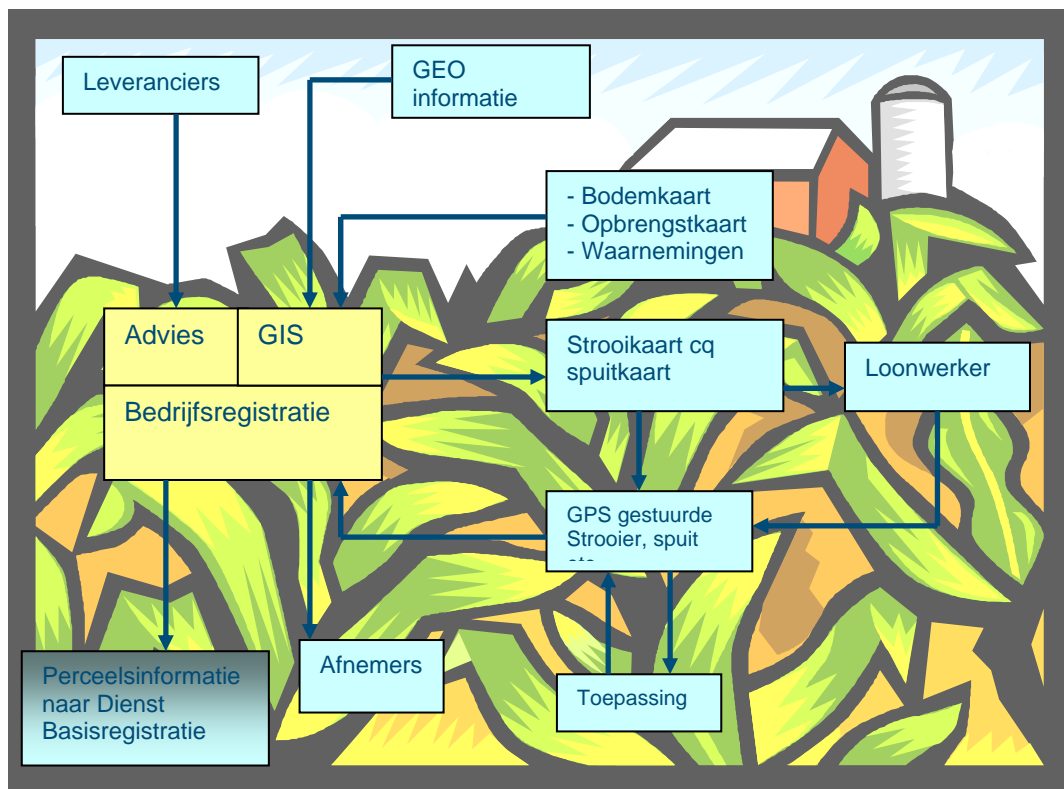 Leveranciers
GEO
informatie
- Bodemkaart
- Opbrengstkaart
- Waarnemingen
Advies
GIS
Bedrijfsregistratie
Strooikaart cq
spuitkaart
Loonwerker
GPS gestuurde
Strooier, spuit
Afnemers
Toepassing
Perceelsinformatie
naar Dienst
Basisregistratie